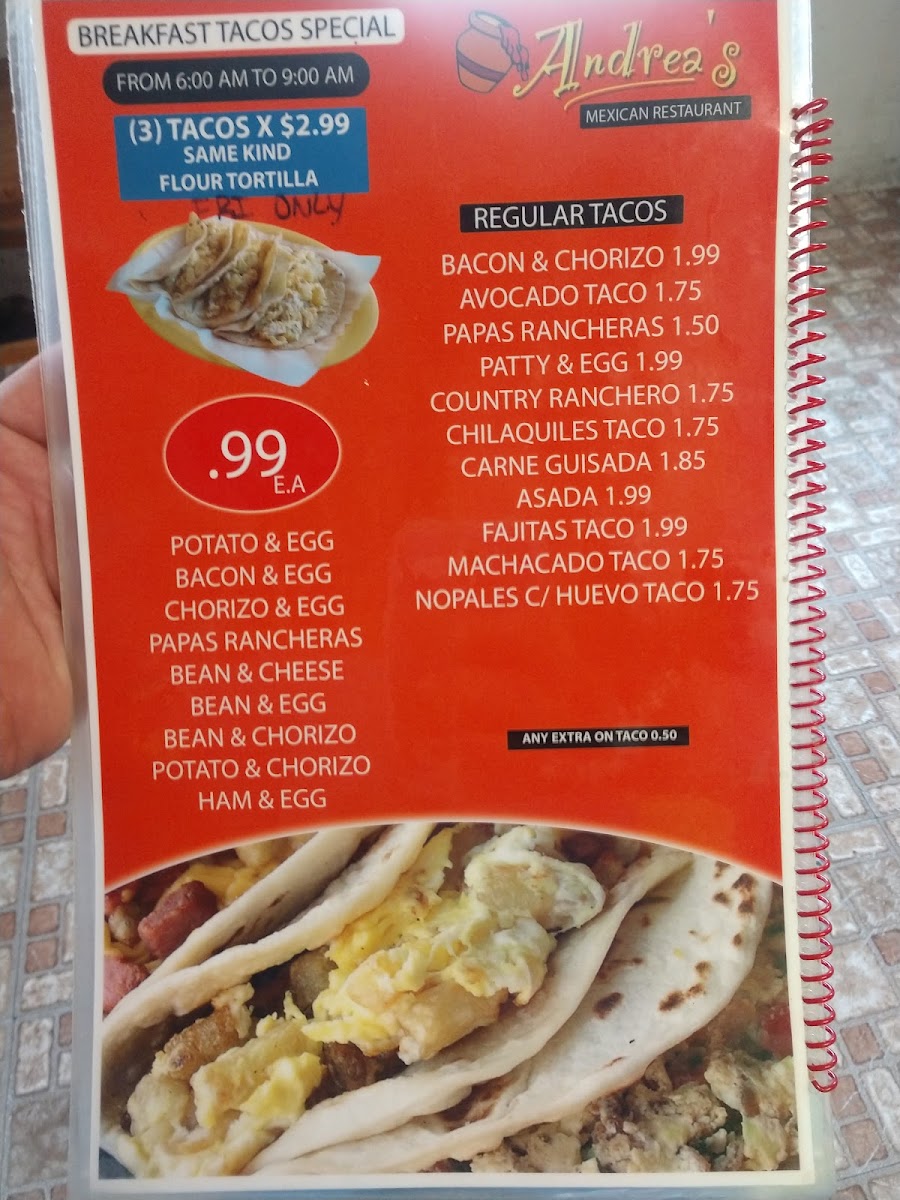 BREAKFAST TACOS SPECIAL
FROM 6:00 AM TO 9:00 AM
(3) TACOS X $2.99
SAME KIND
FLOUR TORTILLA
FRI ONLY
.99
E.A
POTATO & EGG
BACON & EGG
CHORIZO & EGG
PAPAS RANCHERAS
BEAN & CHEESE
BEAN & EGG
BEAN & CHORIZO
POTATO & CHORIZO
HAM & EGG
Andrea's
MEXICAN RESTAURANT
REGULAR TACOS
BACON & CHORIZO 1.99
AVOCADO TACO 1.75
PAPAS RANCHERAS 1.50
PATTY & EGG 1.99
COUNTRY RANCHERO 1.75
CHILAQUILES TACO 1.75
CARNE GUISADA 1.85
ASADA 1.99
FAJITAS TACO 1.99
MACHACADO TACO 1.75
NOPALES C/ HUEVO TACO 1.75
ANY EXTRA ON TACO 0.50